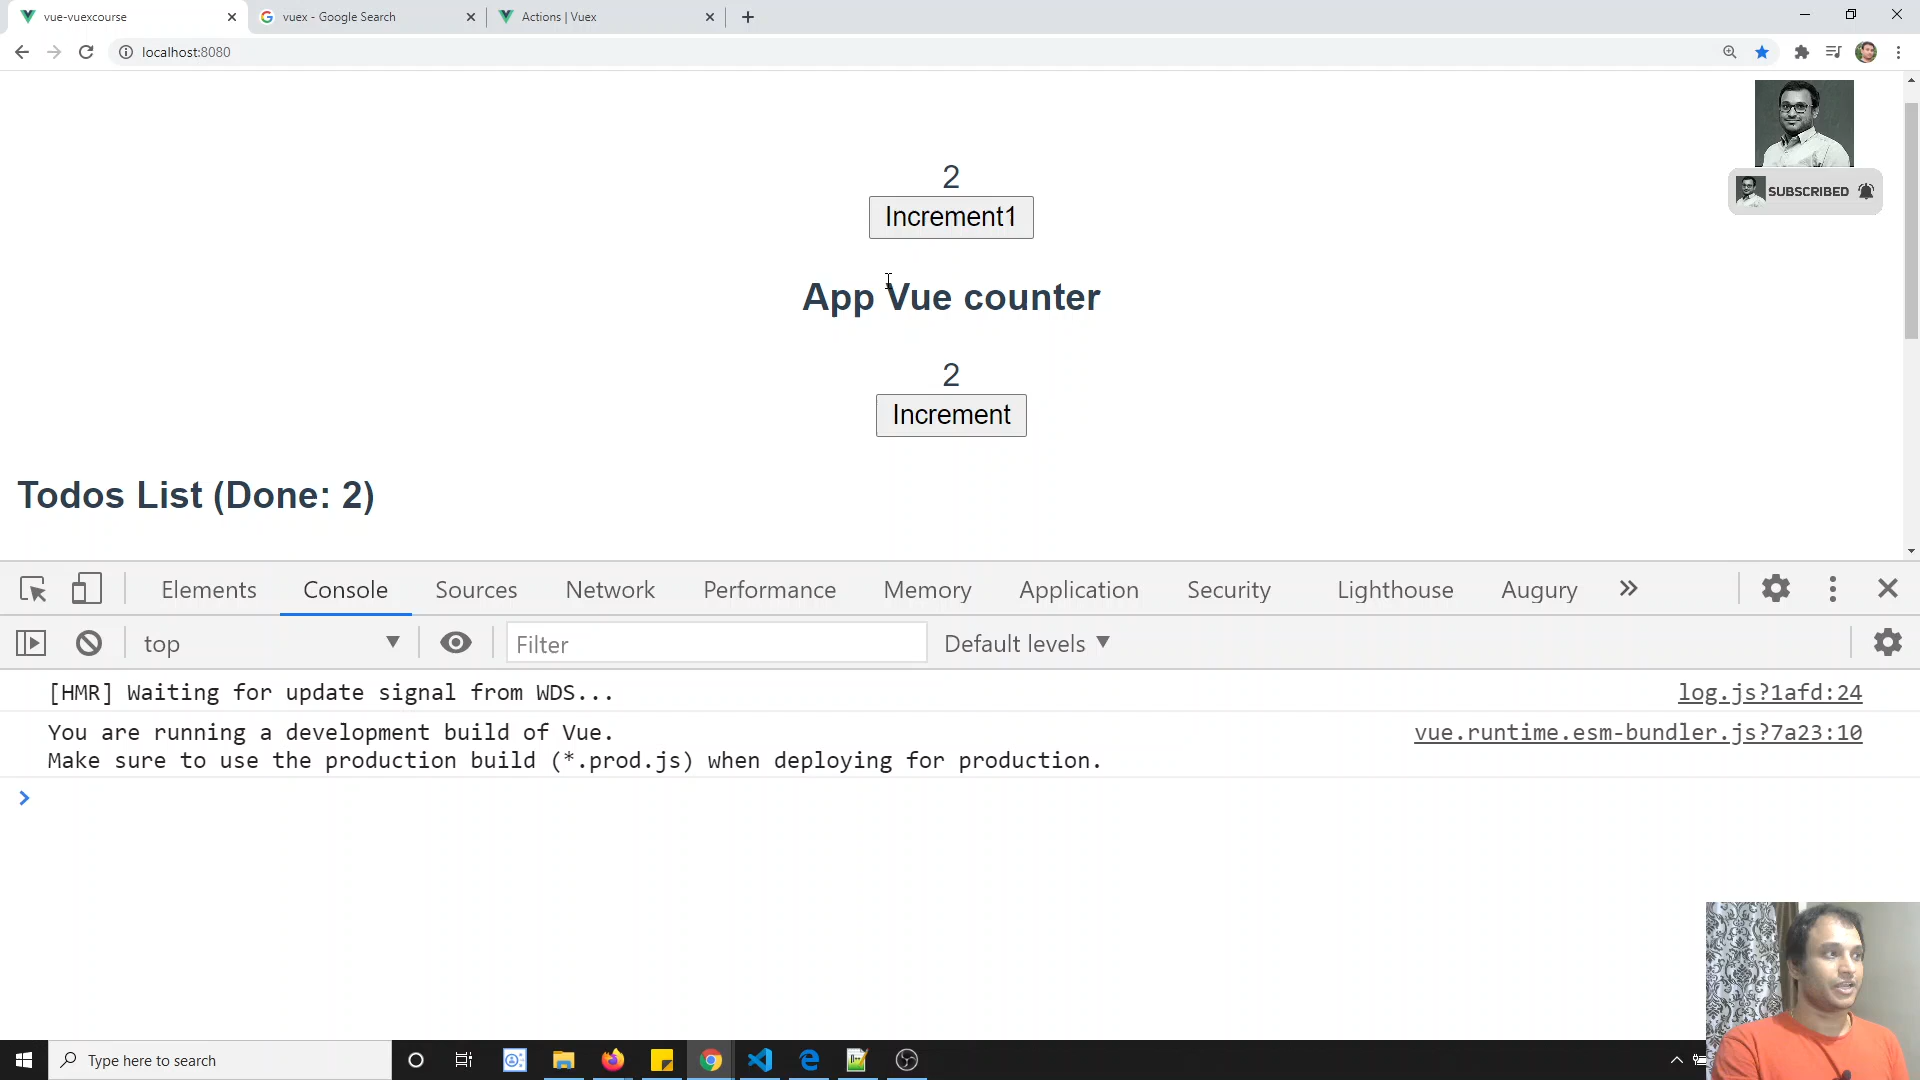 vue-vuexcourse
vuex - Google Search
Actions | Vuex
localhost:8080
SUBSCRIBED
2
Increment1
App Vue counter
2
Increment
Todos List (Done: 2)
Elements
Console
Sources
Network
Performance
Memory
Application
Security
Lighthouse
Augury
top
Filter
Default levels
[HMR] Waiting for update signal from WDS...
log.js?1afd:24
You are running a development build of Vue.
vue.runtime.esm-bundler.js?7a23:10
Make sure to use the production build (*.prod.js) when deploying for production.
Type here to search